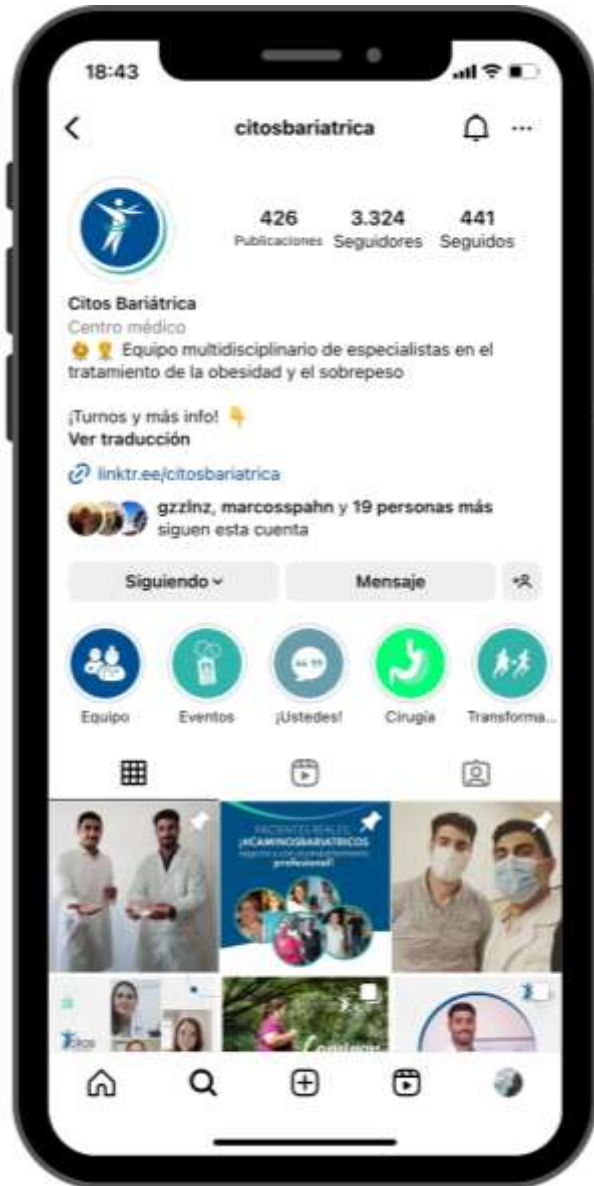 18:43
citosbariatrica
426 3.324 441
Publicaciones Seguidores Seguidos
Citos Bariátrica
Centro médico
Equipo multidisciplinario de especialistas en el
tratamiento de la obesidad y el sobrepeso
¡Turnos y más info!
Ver traducción
linktr.ee/citosbariatrica
gzzlnz, marcosspahn y 19 personas más
siguen esta cuenta
Siguiendo Mensaje
Equipo Eventos ¡Ustedes! Cirugía Transforma...
PACIENTES REALES:
¡#CAMINOSBARIATRICOS
profesional!